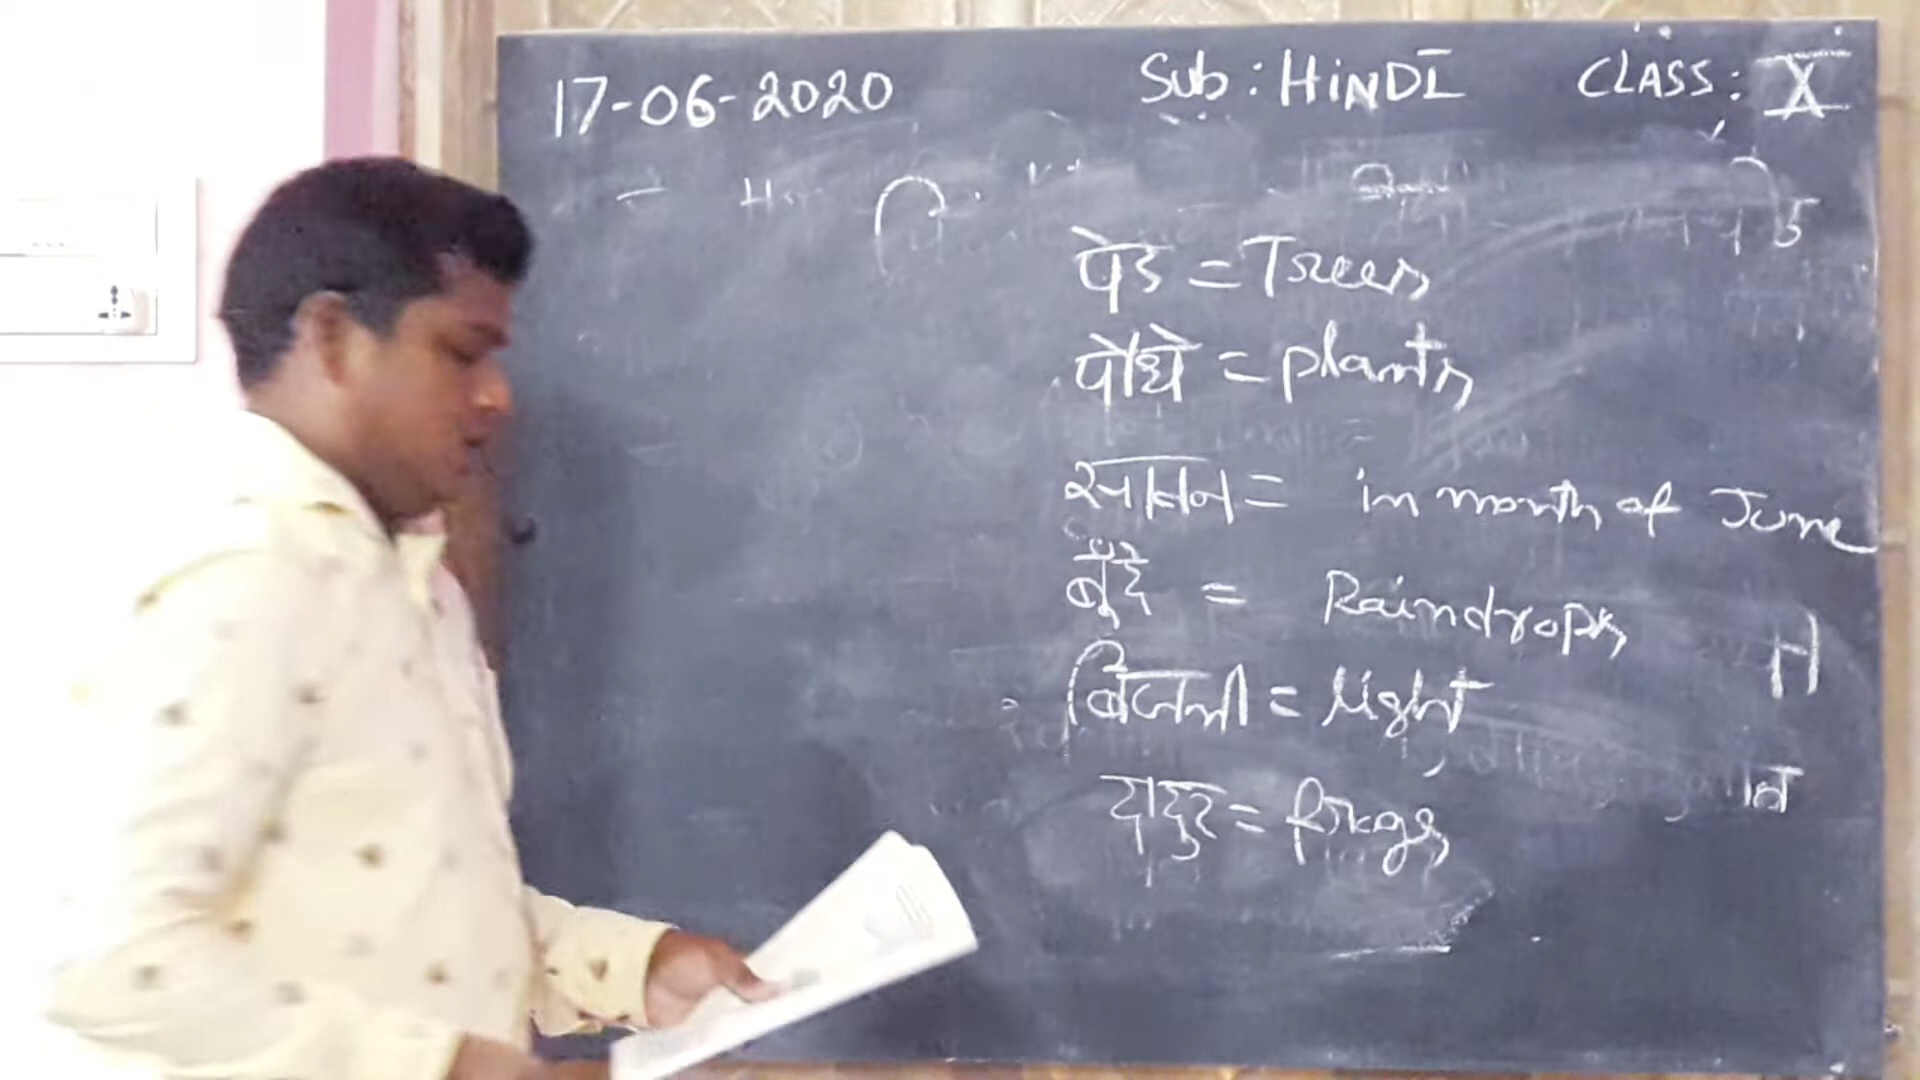 17-06-2020 Sub : HINDI CLASS : X
पेड = Trees
पौधे = plants
सावन = in month of June
बूँदे = Raindrops
बिजली = light
दादुर = frogs